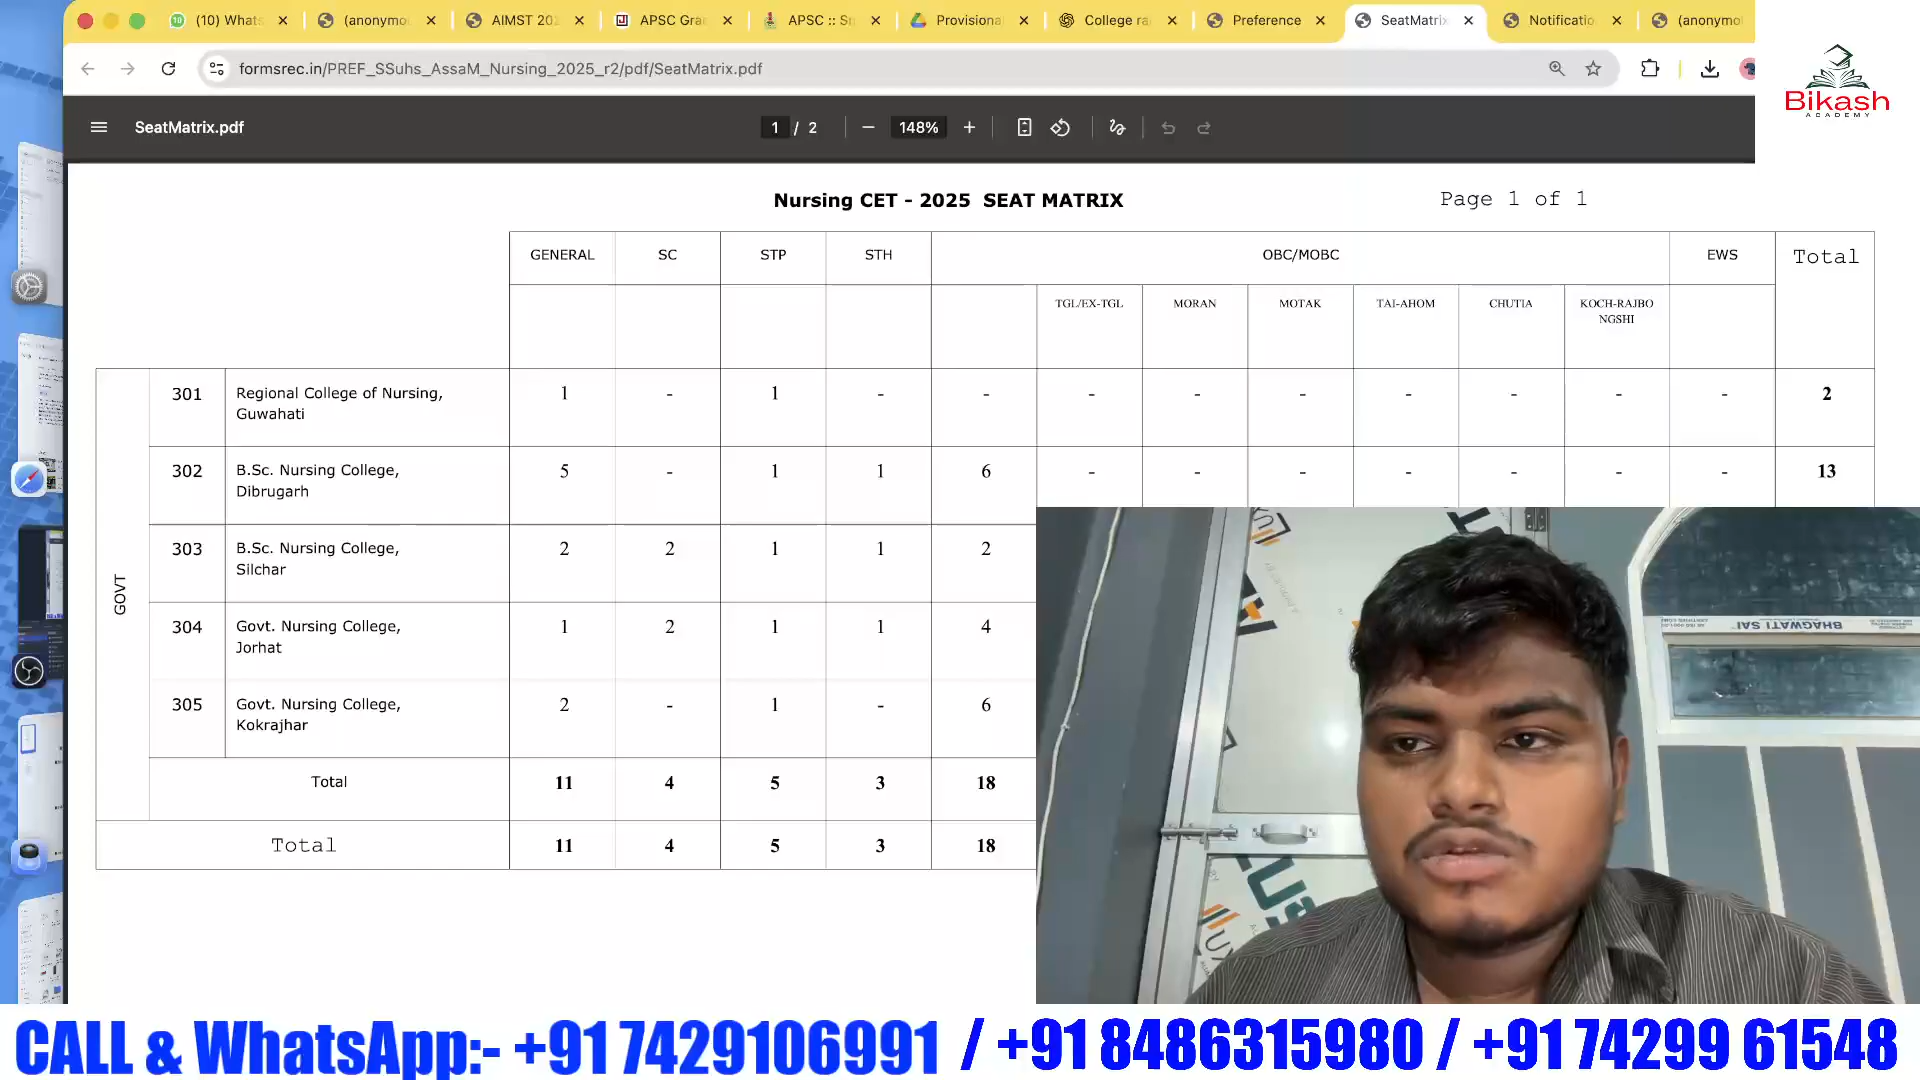 (10) Whats
(anonymo
AIMST 202
APSC Gra
APSC :: S
Provisiona
College ra
Preference
SeatMatrix
Notificatio
(anonymo
formsrec.in/PREF_SSuhs_AssaM_Nursing_2025_r2/pdf/SeatMatrix.pdf
Bikash
ACADEMY
SeatMatrix.pdf
1 / 2
148%
Nursing CET - 2025 SEAT MATRIX
Page 1 of 1
GENERAL SC STP STH OBC/MOBC EWS Total
TGL/EX-TGL MORAN MOTAK TAI-AHOM CHUTIA KOCH-RAJBO
NGSHI
GOVT
301 Regional College of Nursing, 1 - 1 - - - - - - - - - 2
Guwahati
302 B.Sc. Nursing College, 5 - 1 1 6 - - - - - - - 13
Dibrugarh
303 B.Sc. Nursing College, 2 2 1 1 2
Silchar
304 Govt. Nursing College, 1 2 1 1 4
Jorhat
305 Govt. Nursing College, 2 - 1 - 6
Kokrajhar
Total 11 4 5 3 18
Total 11 4 5 3 18
BHAGWATI SAI
CALL & WhatsApp:- +91 7429106991 / +91 8486315980 / +91 74299 61548